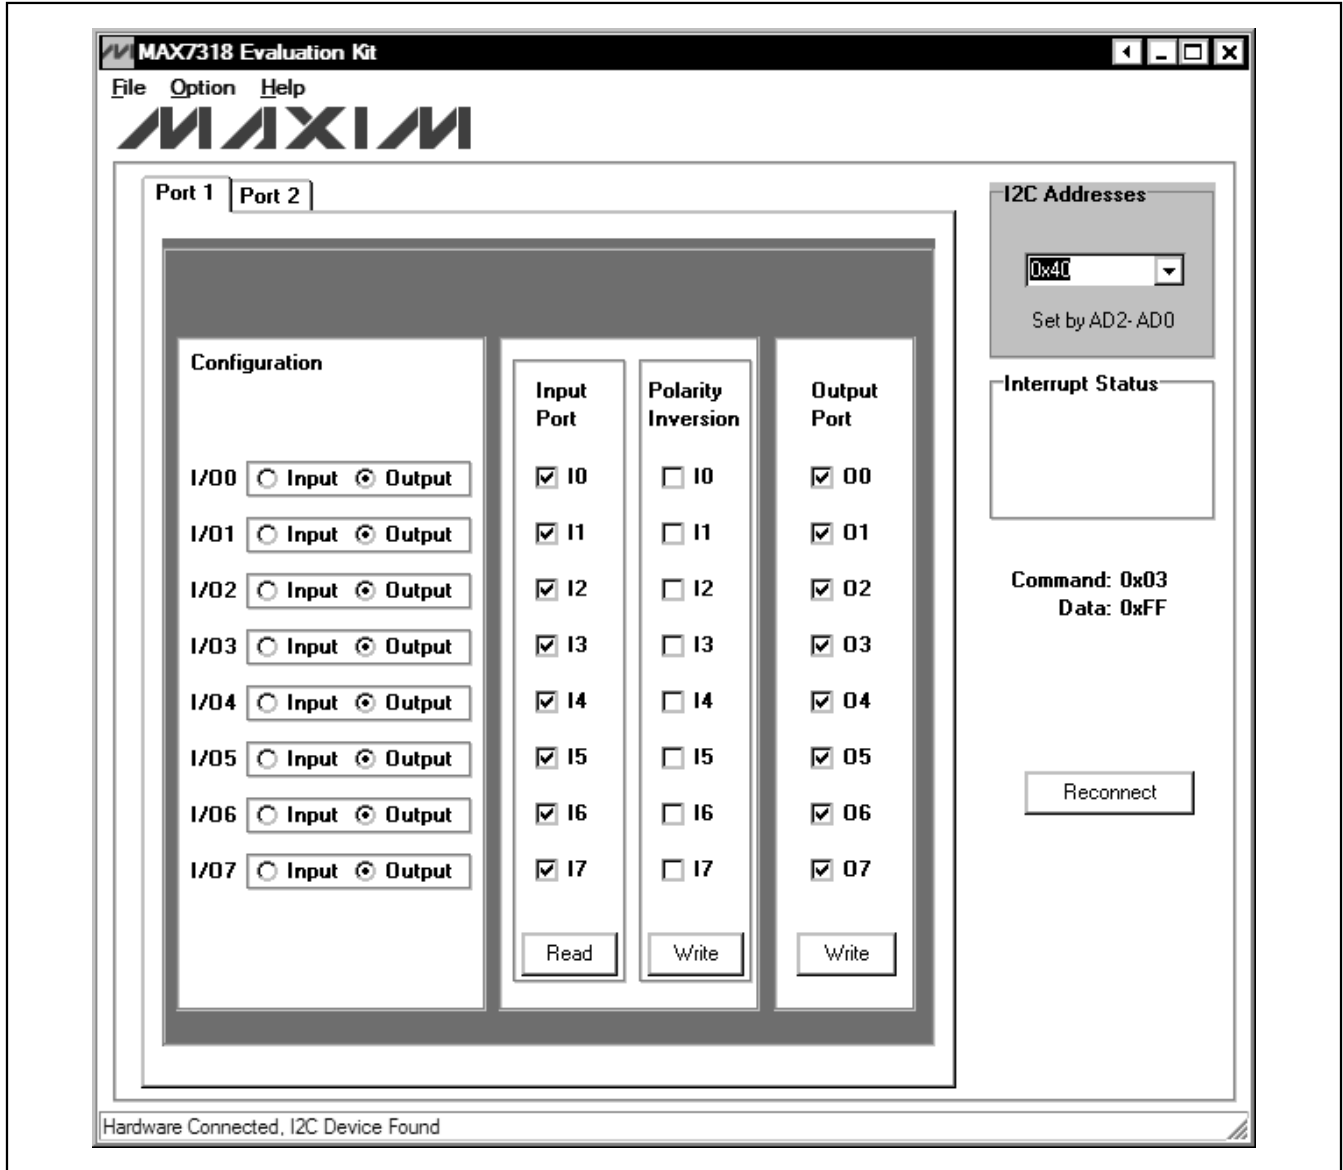 MAX7318 Evaluation Kit
File Option Help
MAXIM
Port 1 Port 2
I2C Addresses
0x40
Set by AD2- AD0
Interrupt Status
Configuration
Input Port
Polarity Inversion
Output Port
I/O0 Input Output I0 I0 O0
I/O1 Input Output I1 I1 O1
I/O2 Input Output I2 I2 O2
I/O3 Input Output I3 I3 O3
I/O4 Input Output I4 I4 O4
I/O5 Input Output I5 I5 O5
I/O6 Input Output I6 I6 O6
I/O7 Input Output I7 I7 O7
Read Write Write
Command: 0x03
Data: 0xFF
Reconnect
Hardware Connected, I2C Device Found